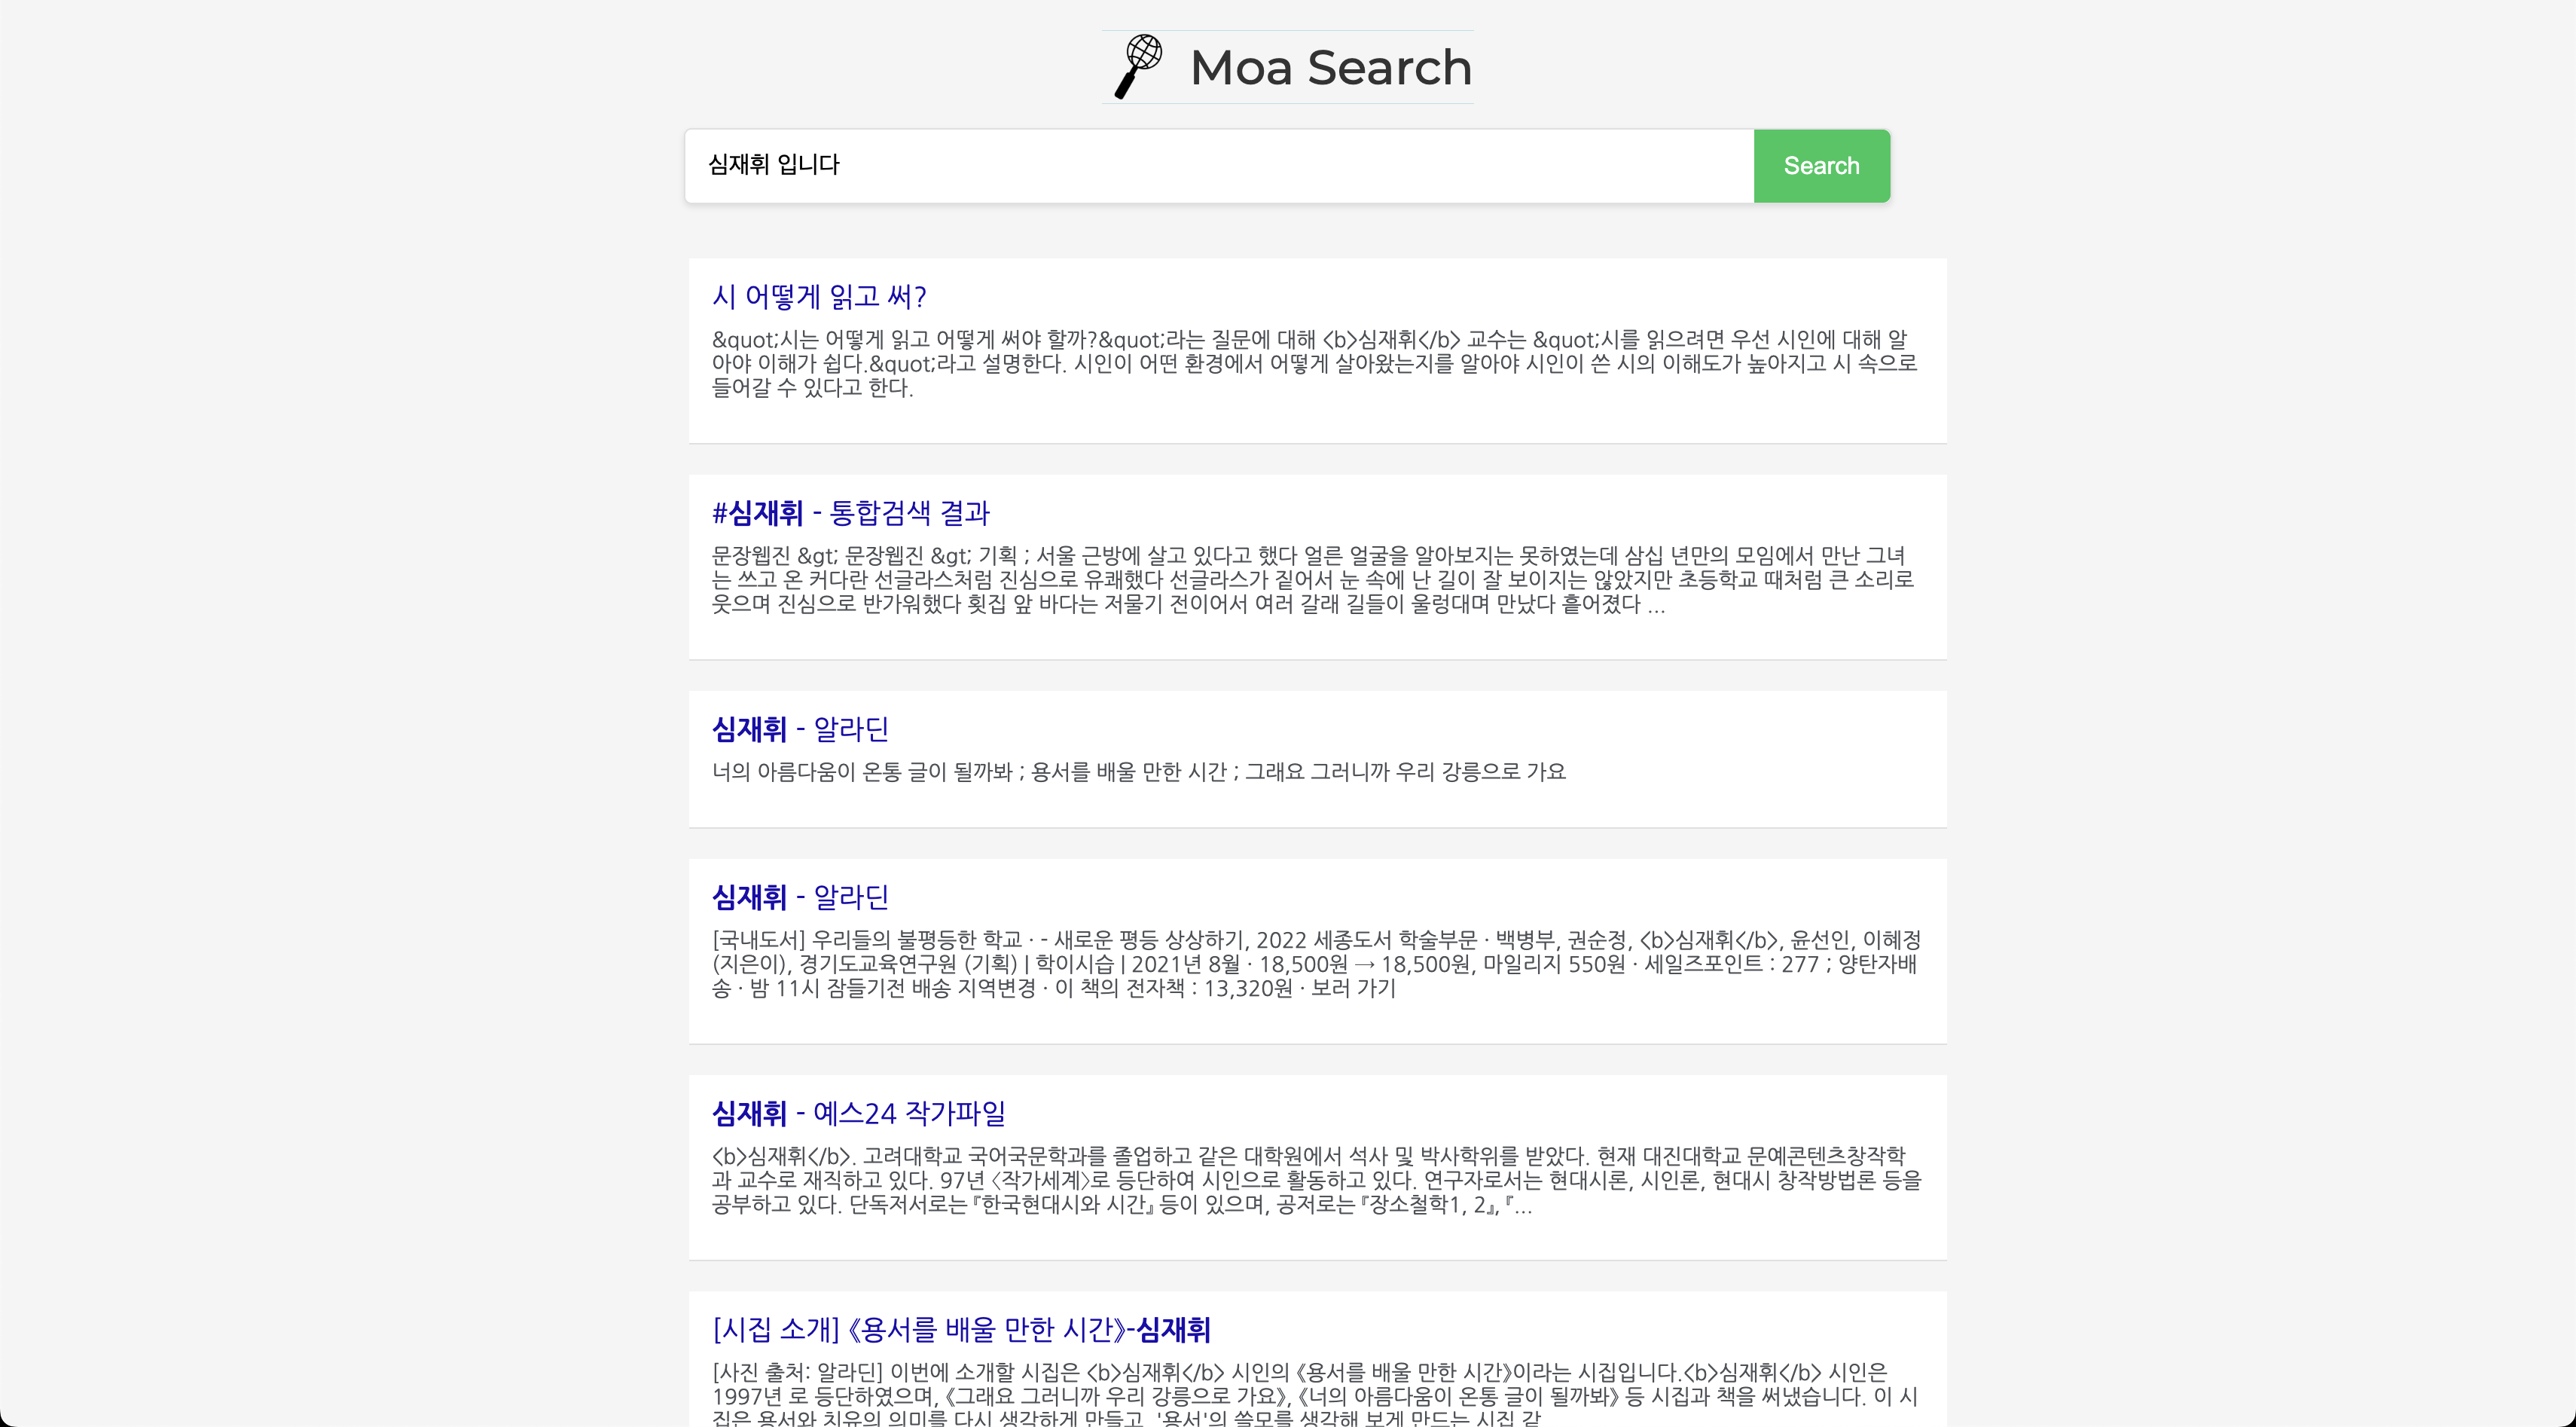 Moa Search
심재휘 입니다
Search
시 어떻게 읽고 써?
&quot;시는 어떻게 읽고 어떻게 써야 할까?&quot;라는 질문에 대해 <b>심재휘</b> 교수는 &quot;시를 읽으려면 우선 시인에 대해 알
아야 이해가 쉽다.&quot;라고 설명한다. 시인이 어떤 환경에서 어떻게 살아왔는지를 알아야 시인이 쓴 시의 이해도가 높아지고 시 속으로
들어갈 수 있다고 한다.
#심재휘 - 통합검색 결과
문장웹진 &gt; 문장웹진 &gt; 기획 ; 서울 근방에 살고 있다고 했다 얼른 얼굴을 알아보지는 못하였는데 삼십 년만의 모임에서 만난 그녀
는 쓰고 온 커다란 선글라스처럼 진심으로 유쾌했다 선글라스가 짙어서 눈 속에 난 길이 잘 보이지는 않았지만 초등학교 때처럼 큰 소리로
웃으며 진심으로 반가워했다 횟집 앞 바다는 저물기 전이어서 여러 갈래 길들이 울렁대며 만났다 흩어졌다 ...
심재휘 - 알라딘
너의 아름다움이 온통 글이 될까봐 ; 용서를 배울 만한 시간 ; 그래요 그러니까 우리 강릉으로 가요
심재휘 - 알라딘
[국내도서] 우리들의 불평등한 학교 · - 새로운 평등 상상하기, 2022 세종도서 학술부문 · 백병부, 권순정, <b>심재휘</b>, 윤선인, 이혜정
(지은이), 경기도교육연구원 (기획) | 학이시습 | 2021년 8월 · 18,500원 → 18,500원, 마일리지 550원 · 세일즈포인트 : 277 ; 양탄자배
송 · 밤 11시 잠들기전 배송 지역변경 · 이 책의 전자책 : 13,320원 · 보러 가기
심재휘 - 예스24 작가파일
<b>심재휘</b>. 고려대학교 국어국문학과를 졸업하고 같은 대학원에서 석사 및 박사학위를 받았다. 현재 대진대학교 문예콘텐츠창작학
과 교수로 재직하고 있다. 97년 〈작가세계〉로 등단하여 시인으로 활동하고 있다. 연구자로서는 현대시론, 시인론, 현대시 창작방법론 등을
공부하고 있다. 단독저서로는 『한국현대시와 시간』 등이 있으며, 공저로는 『장소철학1, 2』, 『...
[시집 소개] 《용서를 배울 만한 시간》-심재휘
[사진 출처: 알라딘] 이번에 소개할 시집은 <b>심재휘</b> 시인의 《용서를 배울 만한 시간》이라는 시집입니다.<b>심재휘</b> 시인은
1997년 로 등단하였으며, 《그래요 그러니까 우리 강릉으로 가요》, 《너의 아름다움이 온통 글이 될까봐》 등 시집과 책을 써냈습니다. 이 시
집은 용서와 치유의 의미를 다시 생각하게 만들고, '용서'의 쓸모를 생각해 보게 만드는 시집 같